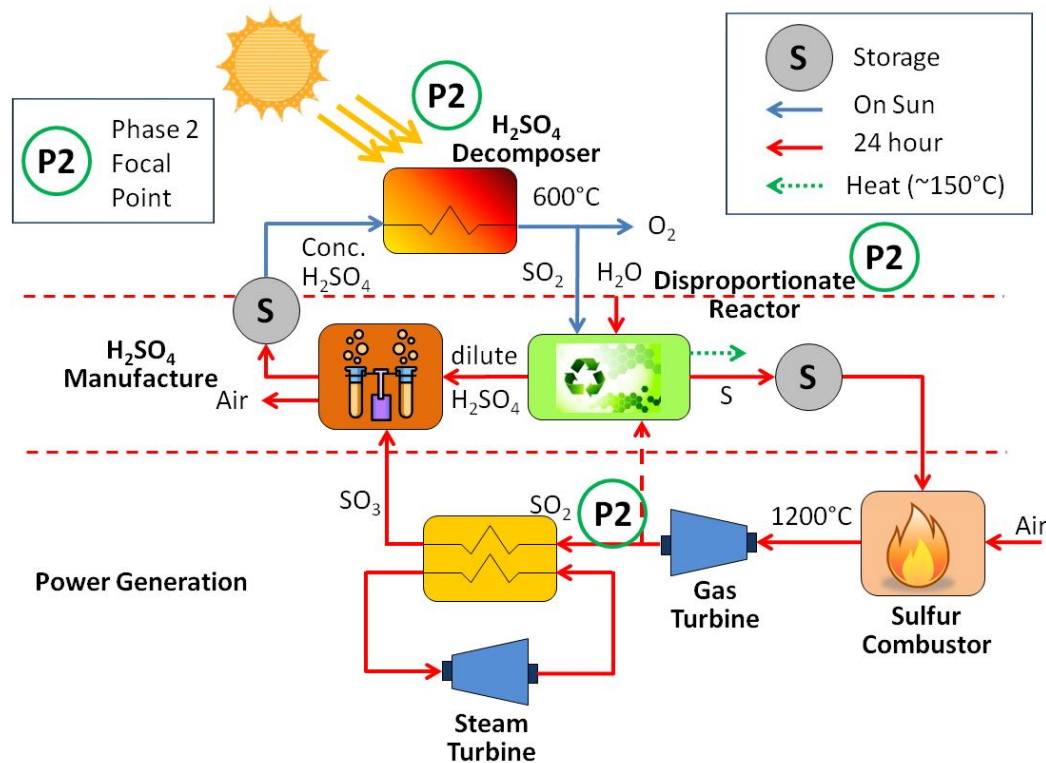 P2
Phase 2
Focal
Point
P2
H₂SO₄
Decomposer
600°C
O₂
Conc.
H₂SO₄
SO₂
H₂O
S
Storage
On Sun
24 hour
Heat (~150°C)
P2
Disproportionate
Reactor
S
H₂SO₄
Manufacture
Air
dilute
H₂SO₄
S
S
SO₃
SO₂
P2
1200°C
Air
Power Generation
Gas
Turbine
Sulfur
Combustor
Steam
Turbine